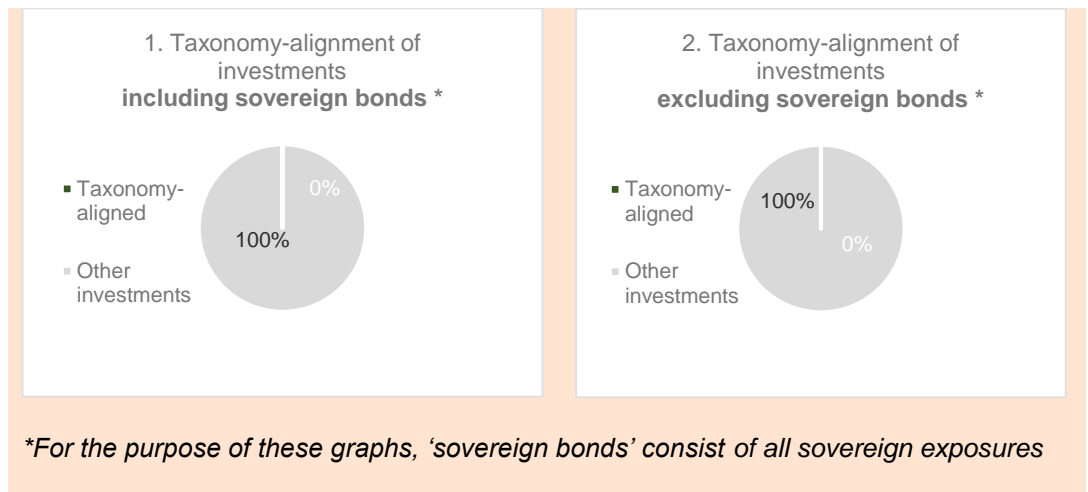 1. Taxonomy-alignment of
investments
including sovereign bonds *
Taxonomy-
aligned
Other
investments
0%
100%
2. Taxonomy-alignment of
investments
excluding sovereign bonds *
Taxonomy-
aligned
Other
investments
100%
0%
*For the purpose of these graphs, ‘sovereign bonds’ consist of all sovereign exposures